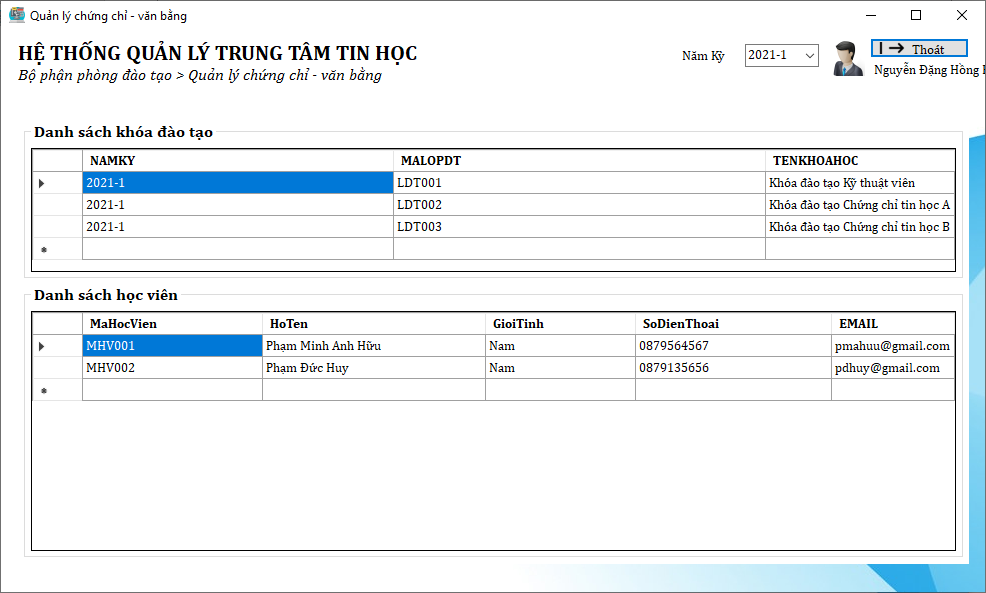 Quản lý chứng chỉ - văn bằng
HỆ THỐNG QUẢN LÝ TRUNG TÂM TIN HỌC
Bộ phận phòng đào tạo > Quản lý chứng chỉ - văn bằng
Năm Kỳ 2021-1
Thoát
Nguyễn Đặng Hồng
Danh sách khóa đào tạo
NAMKY MALOPDT TENKHOAHOC
2021-1 LDT001 Khóa đào tạo Kỹ thuật viên
2021-1 LDT002 Khóa đào tạo Chứng chỉ tin học A
2021-1 LDT003 Khóa đào tạo Chứng chỉ tin học B
Danh sách học viên
MaHocVien HoTen GioiTinh SoDienThoai EMAIL
MHV001 Phạm Minh Anh Hữu Nam 0879564567 pmahuu@gmail.com
MHV002 Phạm Đức Huy Nam 0879135656 pdhuy@gmail.com